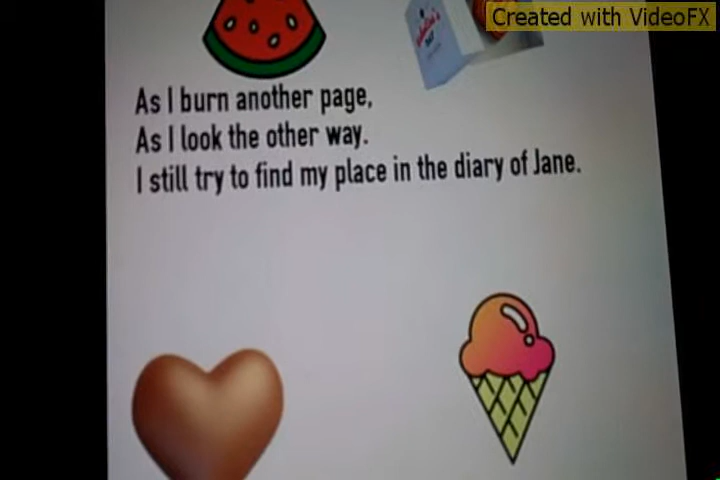 Created with VideoFX
As I burn another page,
As I look the other way.
I still try to find my place in the diary of Jane.